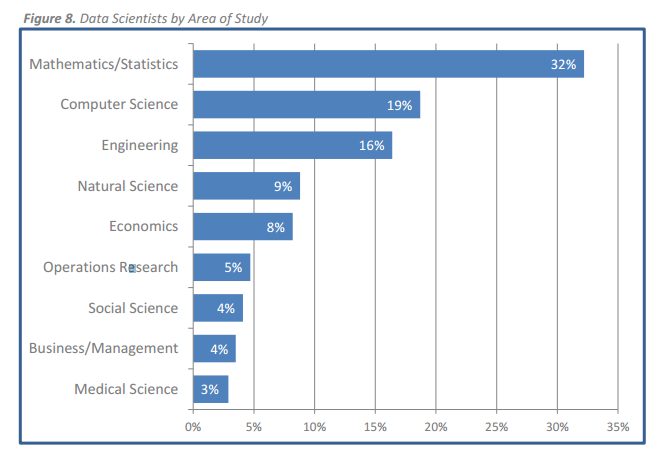 Figure 8. Data Scientists by Area of Study
Mathematics/Statistics 32%
Computer Science 19%
Engineering 16%
Natural Science 9%
Economics 8%
Operations Research 5%
Social Science 4%
Business/Management 4%
Medical Science 3%
0% 5% 10% 15% 20% 25% 30% 35%